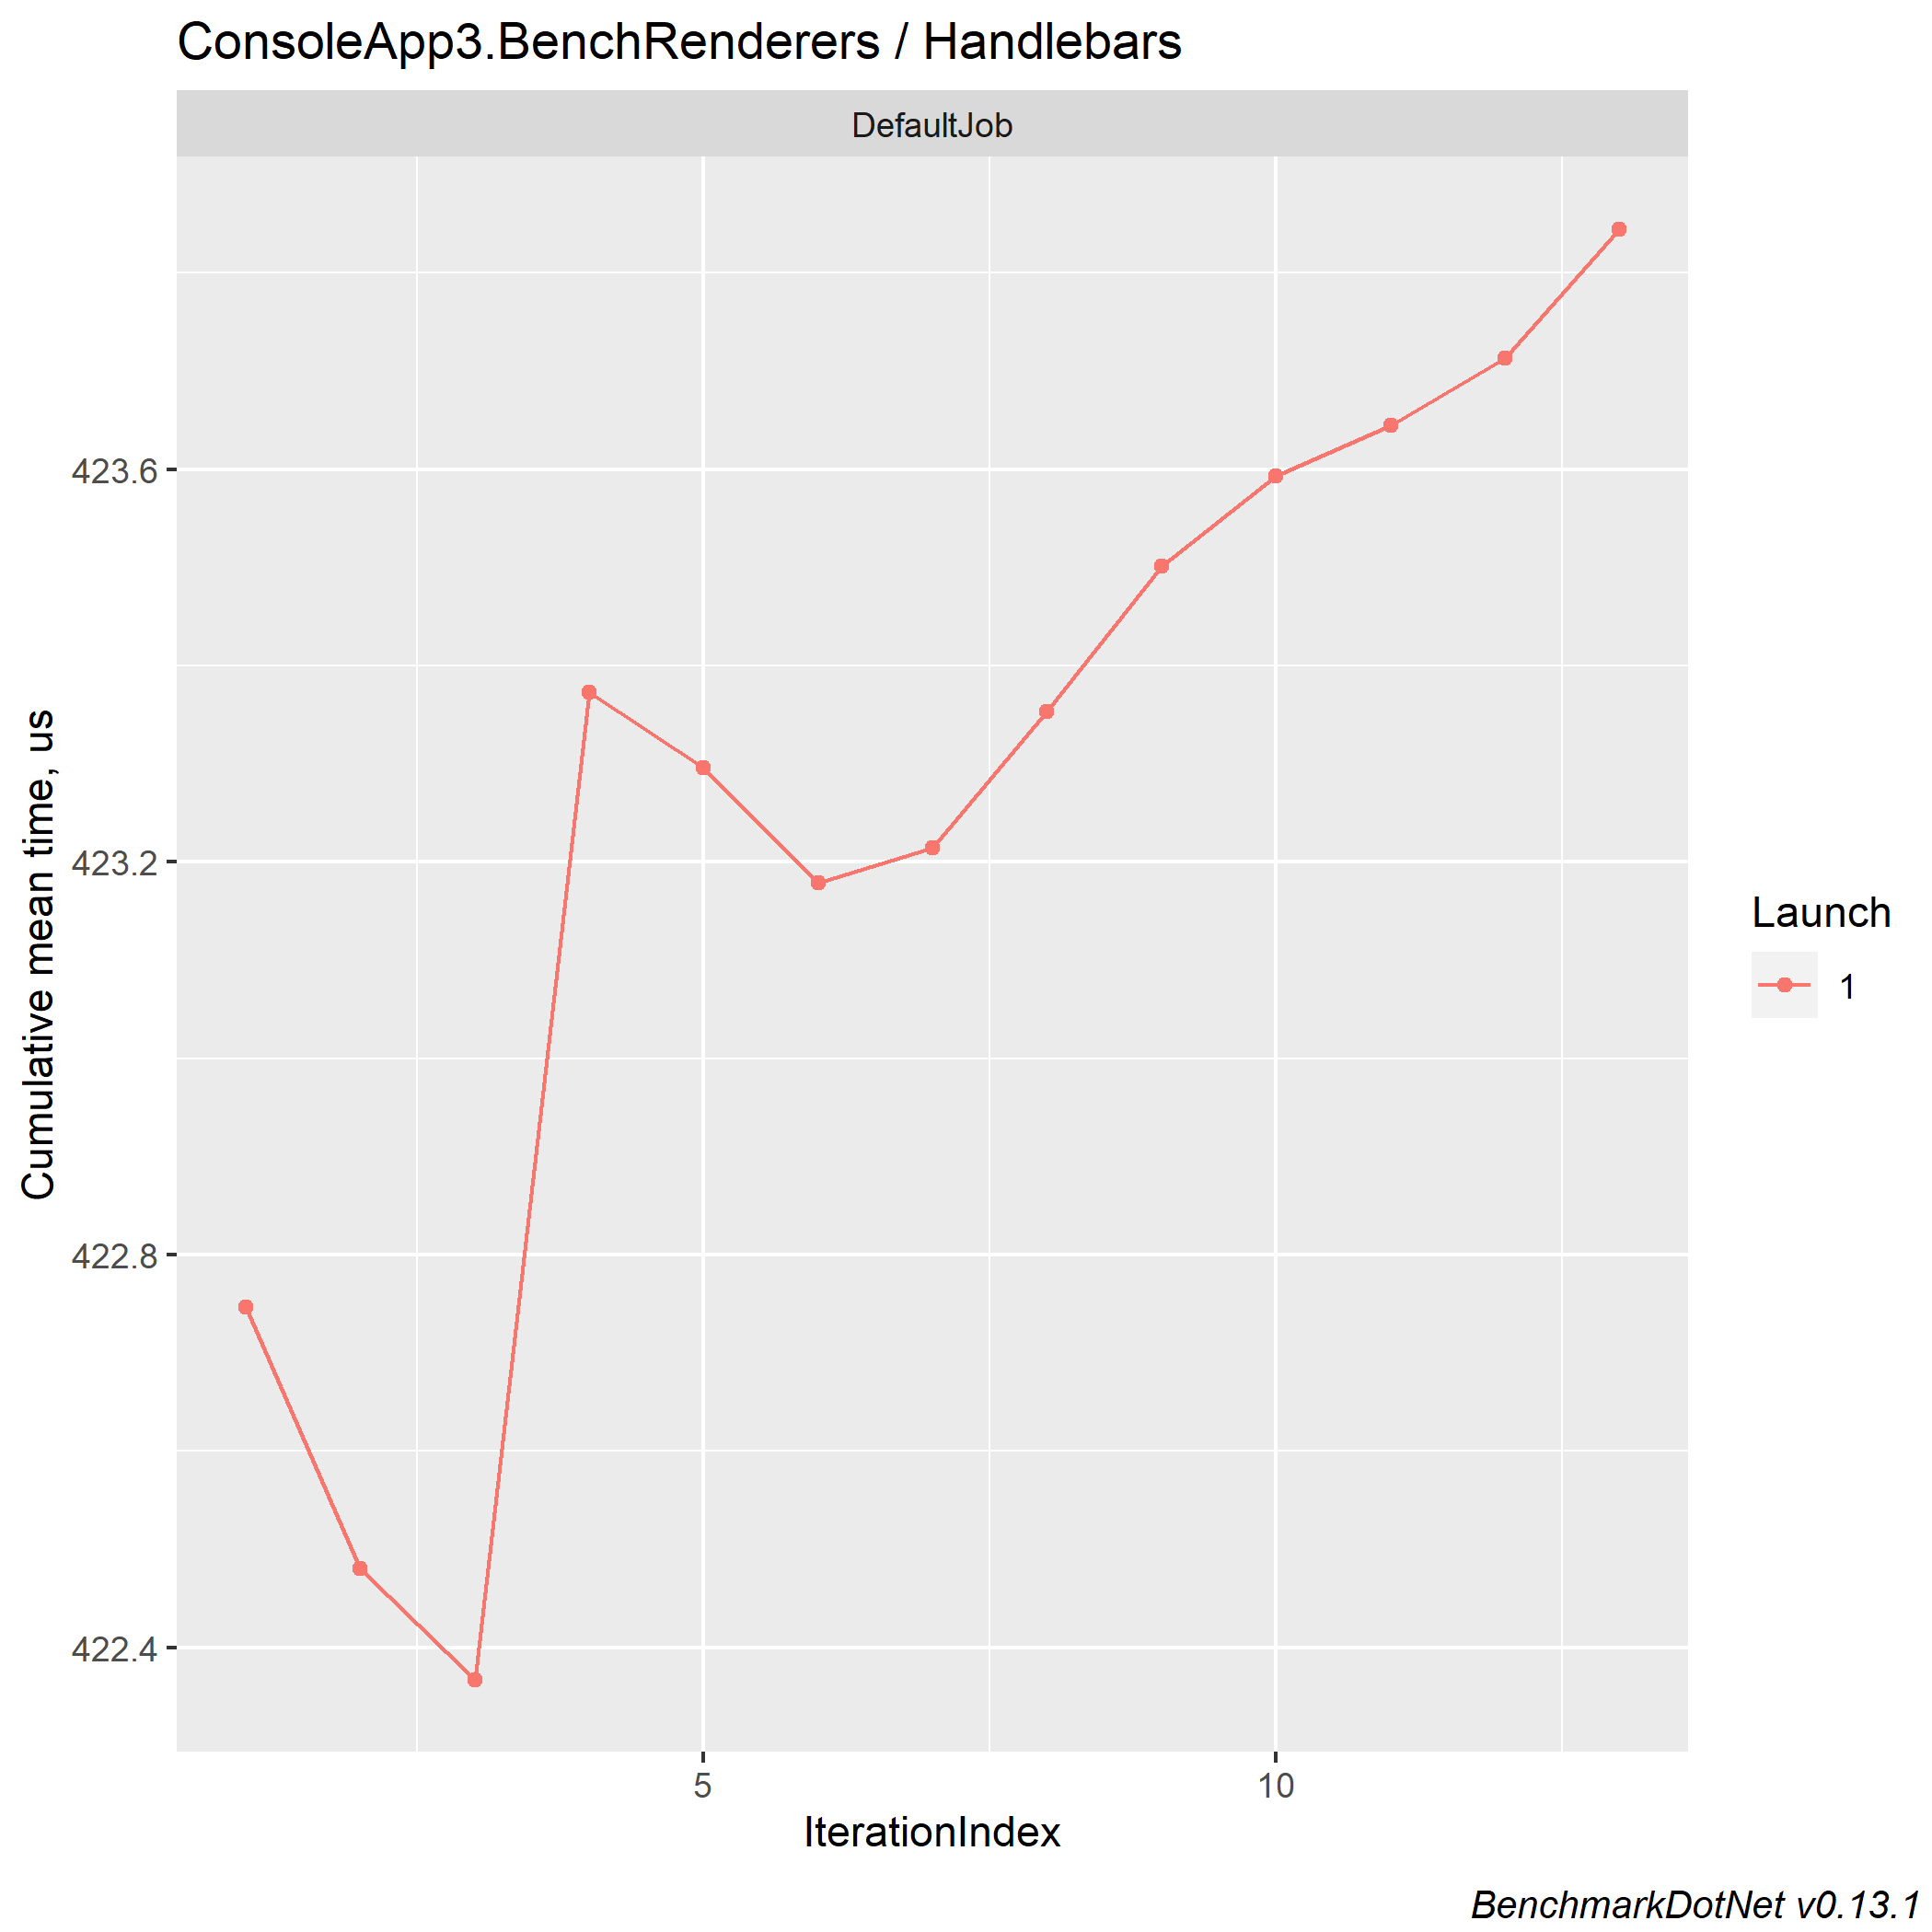 ConsoleApp3.BenchRenderers / Handlebars
DefaultJob
Cumulative mean time, us
423.6
423.2
422.8
422.4
5
10
IterationIndex
Launch
1
BenchmarkDotNet v0.13.1